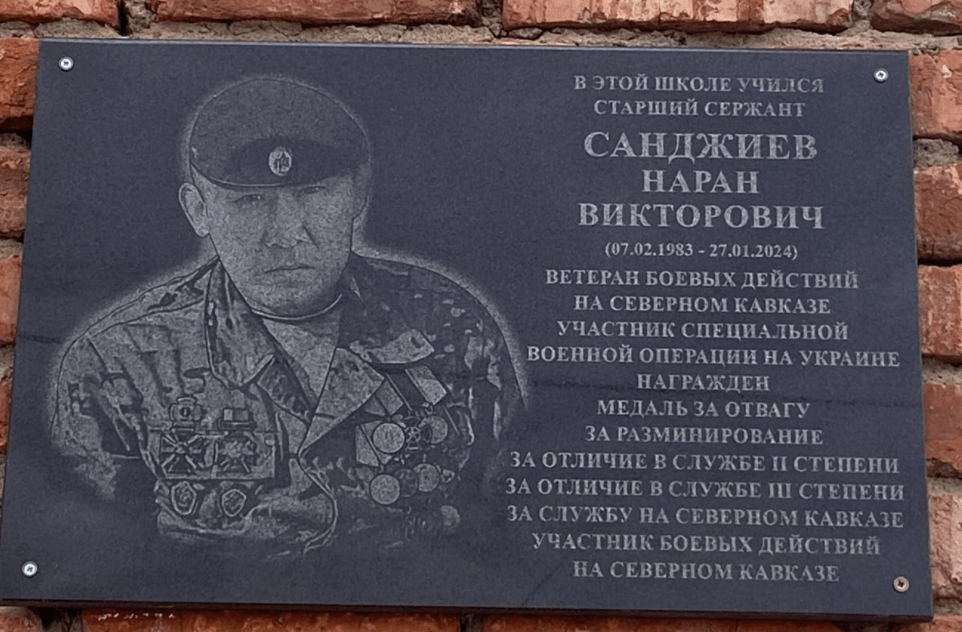 В ЭТОЙ ШКОЛЕ УЧИЛСЯ
СТАРШИЙ СЕРЖАНТ
САНДЖИЕВ
НАРАН
ВИКТОРОВИЧ
(07.02.1983 - 27.01.2024)
ВЕТЕРАН БОЕВЫХ ДЕЙСТВИЙ
НА СЕВЕРНОМ КАВКАЗЕ
УЧАСТНИК СПЕЦИАЛЬНОЙ
ВОЕННОЙ ОПЕРАЦИИ НА УКРАИНЕ
НАГРАЖДЕН
МЕДАЛЬ ЗА ОТВАГУ
ЗА РАЗМИНИРОВАНИЕ
ЗА ОТЛИЧИЕ В СЛУЖБЕ II СТЕПЕНИ
ЗА ОТЛИЧИЕ В СЛУЖБЕ III СТЕПЕНИ
ЗА СЛУЖБУ НА СЕВЕРНОМ КАВКАЗЕ
УЧАСТНИК БОЕВЫХ ДЕЙСТВИЙ
НА СЕВЕРНОМ КАВКАЗЕ